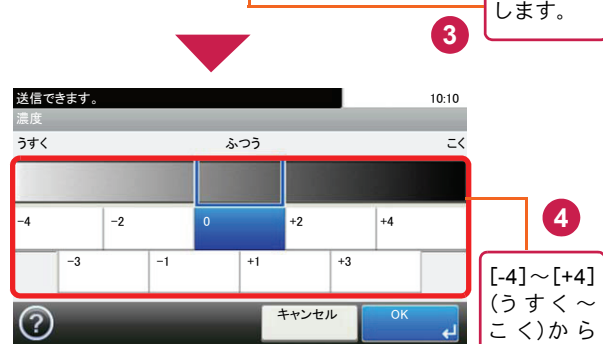 します。
3
送信できます。 10:10
濃度
うすく ふつう こく
-4 -2 0 +2 +4
-3 -1 +1 +3
4
[-4]～[+4]
(うすく～
こく)から
? キャンセル OK